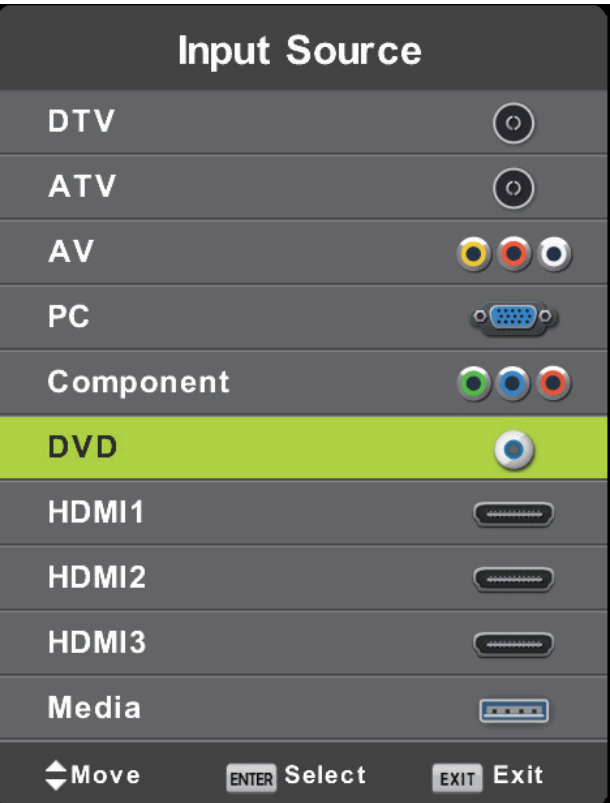 Input Source
DTV
ATV
AV
PC
Component
DVD
HDMI1
HDMI2
HDMI3
Media
Move ENTER Select EXIT Exit